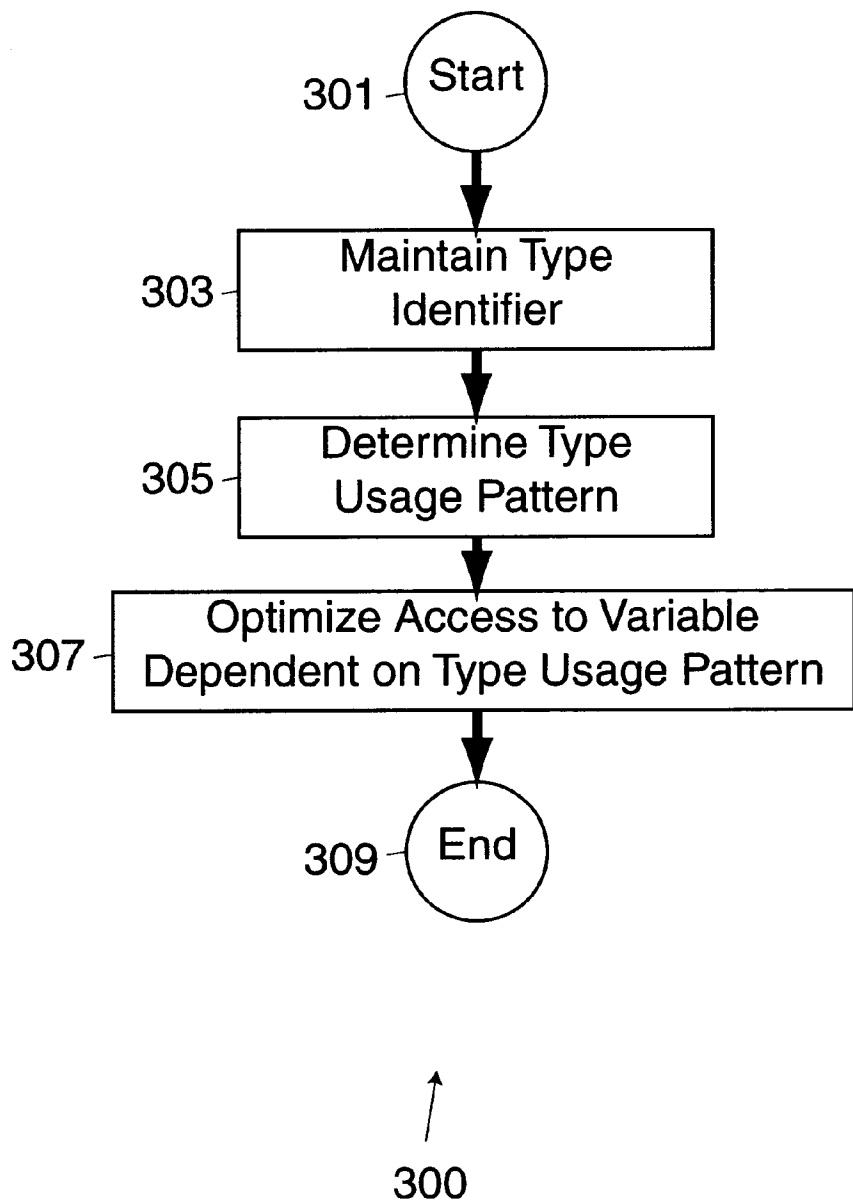 Start
301
Maintain Type
Identifier
303
Determine Type
Usage Pattern
305
Optimize Access to Variable
Dependent on Type Usage Pattern
307
End
309
300